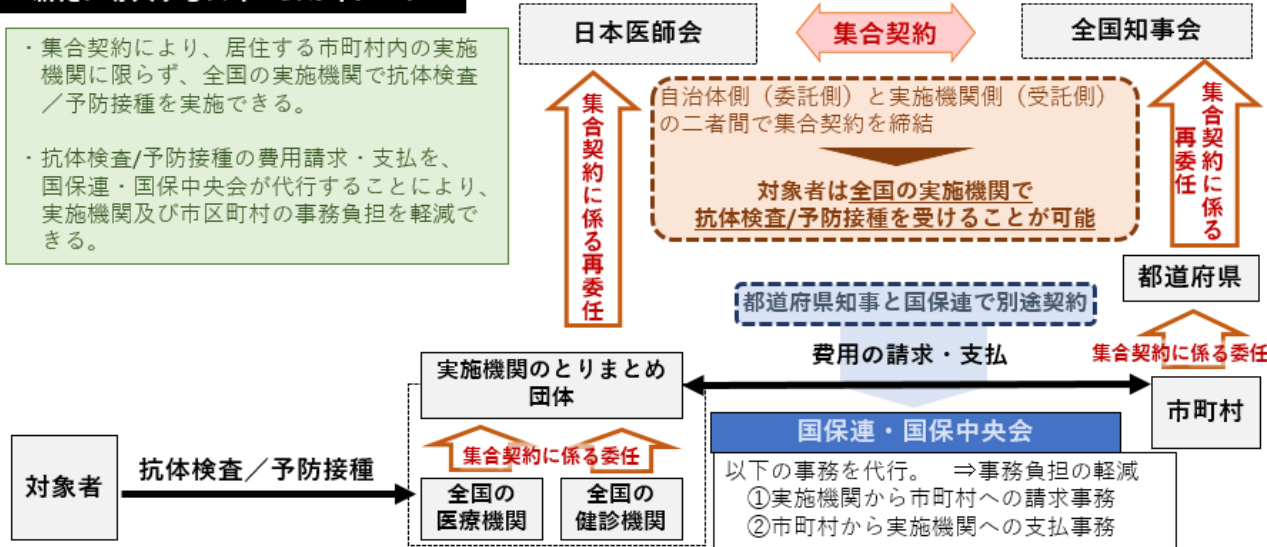 ・集合契約により、居住する市町村内の実施
機関に限らず、全国の実施機関で抗体検査
／予防接種を実施できる。
・抗体検査/予防接種の費用請求・支払を、
国保連・国保中央会が代行することにより、
実施機関及び市区町村の事務負担を軽減で
きる。
日本医師会
集合契約
全国知事会
自治体側（委託側）と実施機関側（受託側）
の二者間で集合契約を締結
対象者は全国の実施機関で
抗体検査/予防接種を受けることが可能
集合契約に係る再委任
集合契約に係る
再委任
都道府県
都道府県知事と国保連で別途契約
費用の請求・支払
集合契約に係る委任
市町村
実施機関のとりまとめ
団体
集合契約に係る委任
対象者
抗体検査／予防接種
全国の
医療機関
全国の
健診機関
国保連・国保中央会
以下の事務を代行。　⇒事務負担の軽減
①実施機関から市町村への請求事務
②市町村から実施機関への支払事務